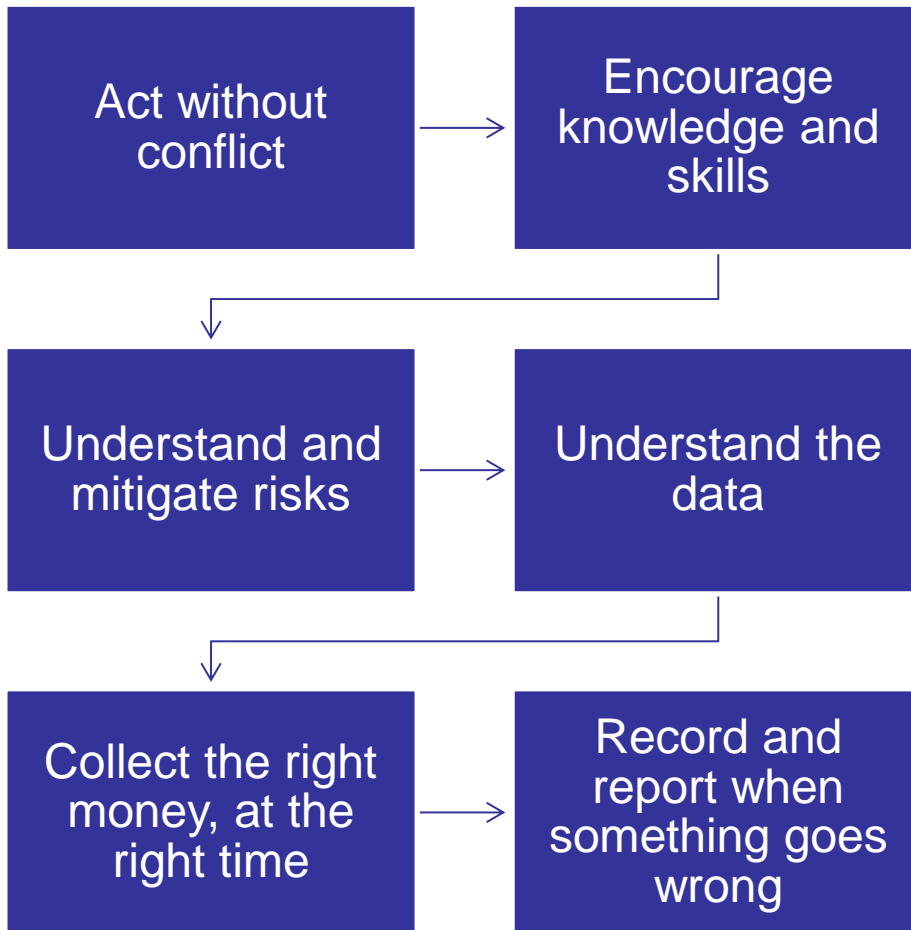 Act without
conflict
Encourage
knowledge and
skills
Understand and
mitigate risks
Understand the
data
Collect the right
money, at the
right time
Record and
report when
something goes
wrong